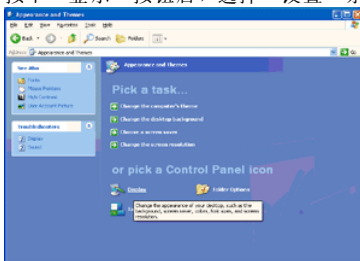 Appearance and Themes
File Edit View Favorites Tools Help
Back Search Folders
Address Appearance and Themes Go
See Also
Fonts
Mouse Pointers
High Contrast
User Account Picture
Troubleshooters
Display
Sound
Appearance and Themes
Pick a task...
Change the computer's theme
Change the desktop background
Choose a screen saver
Change the screen resolution
or pick a Control Panel icon
Display Folder Options
Change the appearance of your desktop, such as the
background, screen saver, colors, font sizes, and screen
resolution.